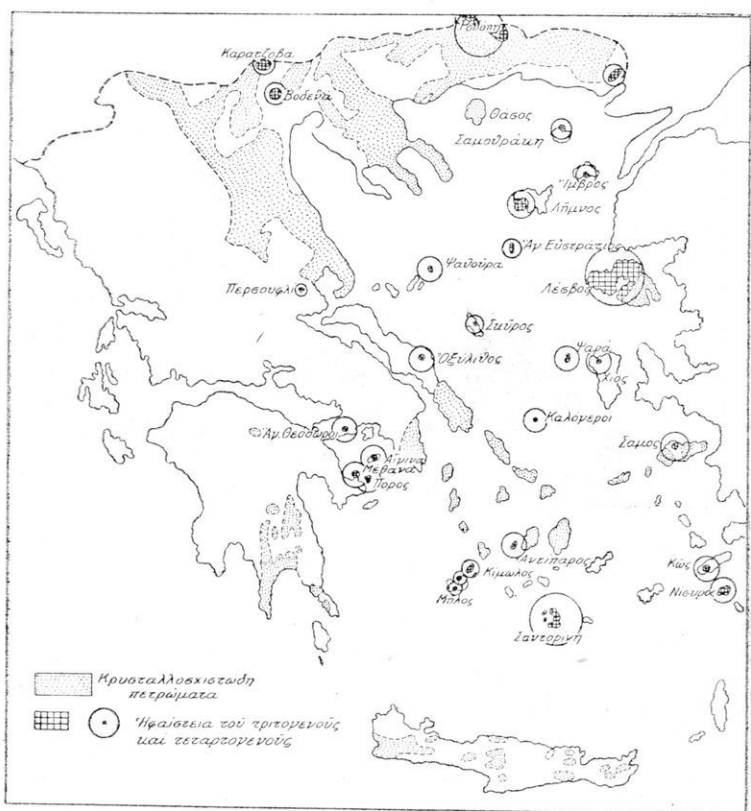 Ροδόπη
Καρατζόβα
Βοδενά
Θάσος
Σαμοθράκη
Ἴμβρος
Λῆμνος
Ἅγ. Εὐστράτιος
Ψαθοῦρα
Λέσβος
Περσουφλί
Σκῦρος
Ὀξύλιθος
Ψαρά
Χίος
Καλόγεροι
Ἅγ. Θεόδωροι
Σάμος
Αἴγινα
Μέθανα
Πόρος
Ἀντίπαρος
Κίμωλος
Κῶς
Μῆλος
Νίσυρος
Σαντορίνη
Κρυσταλλοσχιστώδη
πετρώματα
Ἡφαίστεια τοῦ τριτογενοῦς
καὶ τεταρτογενοῦς